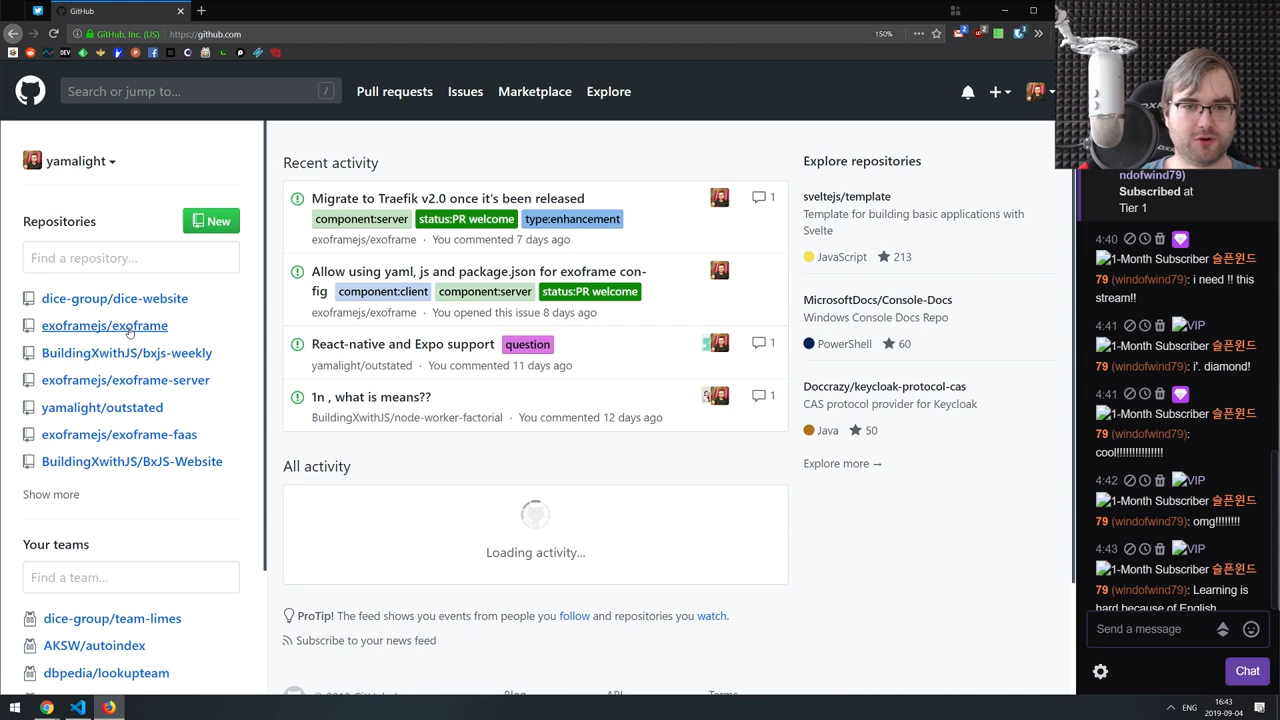 GitHub
GitHub, Inc. (US)
https://github.com
150%
DEV
Search or jump to...
/
Pull requests
Issues
Marketplace
Explore
yamalight
Repositories
New
Find a repository...
dice-group/dice-website
exoframejs/exoframe
BuildingXwithJS/bxjs-weekly
exoframejs/exoframe-server
yamalight/outstated
exoframejs/exoframe-faas
BuildingXwithJS/BxJS-Website
Show more
Your teams
Find a team...
dice-group/team-limes
AKSW/autoindex
dbpedia/lookupteam
Recent activity
Migrate to Traefik v2.0 once it's been released
1
component:server status:PR welcome type:enhancement
exoframejs/exoframe · You commented 7 days ago
Allow using yaml, js and package.json for exoframe con-
fig component:client component:server status:PR welcome
exoframejs/exoframe · You opened this issue 8 days ago
React-native and Expo support question
1
yamalight/outstated · You commented 11 days ago
1n , what is means??
1
BuildingXwithJS/node-worker-factorial · You commented 12 days ago
All activity
Loading activity...
ProTip! The feed shows you events from people you follow and repositories you watch.
Subscribe to your news feed
Blog
API
Terms
Explore repositories
sveltejs/template
Template for building basic applications with
Svelte
JavaScript 213
MicrosoftDocs/Console-Docs
Windows Console Docs Repo
PowerShell 60
Doccrazy/keycloak-protocol-cas
CAS protocol provider for Keycloak
Java 50
Explore more →
ndofwind79)
Subscribed at
Tier 1
4:40
1-Month Subscriber 슬픈윈드
79 (windofwind79): i need !! this
stream!!
4:41 VIP
1-Month Subscriber 슬픈윈드
79 (windofwind79): i'. diamond!
4:41
1-Month Subscriber 슬픈윈드
79 (windofwind79):
cool!!!!!!!!!!!!!!!
4:42 VIP
1-Month Subscriber 슬픈윈드
79 (windofwind79): omg!!!!!!!!
4:43 VIP
1-Month Subscriber 슬픈윈드
79 (windofwind79): Learning is
hard because of English
Send a message
Chat
ENG
16:43
2019-09-04